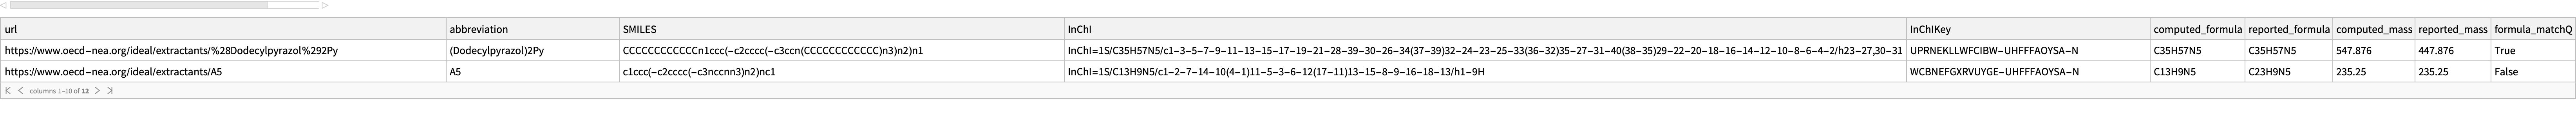 url abbreviation SMILES InChI InChIKey computed_formula reported_formula computed_mass reported_mass formula_matchQ
https://www.oecd-nea.org/ideal/extractants/%28Dodecylpyrazol%292Py (Dodecylpyrazol)2Py CCCCCCCCCCCCn1ccc(-c2cccc(-c3ccn(CCCCCCCCCCCC)n3)n2)n1 InChI=1S/C35H57N5/c1-3-5-7-9-11-13-15-17-19-21-28-39-30-26-34(37-39)32-24-23-25-33(36-32)35-27-31-40(38-35)29-22-20-18-16-14-12-10-8-6-4-2/h23-27,30-31 UPRNEKLLWFCIBW-UHFFFAOYSA-N C35H57N5 C35H57N5 547.876 447.876 True
https://www.oecd-nea.org/ideal/extractants/A5 A5 c1ccc(-c2cccc(-c3nccnn3)n2)nc1 InChI=1S/C13H9N5/c1-2-7-14-10(4-1)11-5-3-6-12(17-11)13-15-8-9-16-18-13/h1-9H WCBNEFGXRVUYGE-UHFFFAOYSA-N C13H9N5 C23H9N5 235.25 235.25 False
columns 1-10 of 12